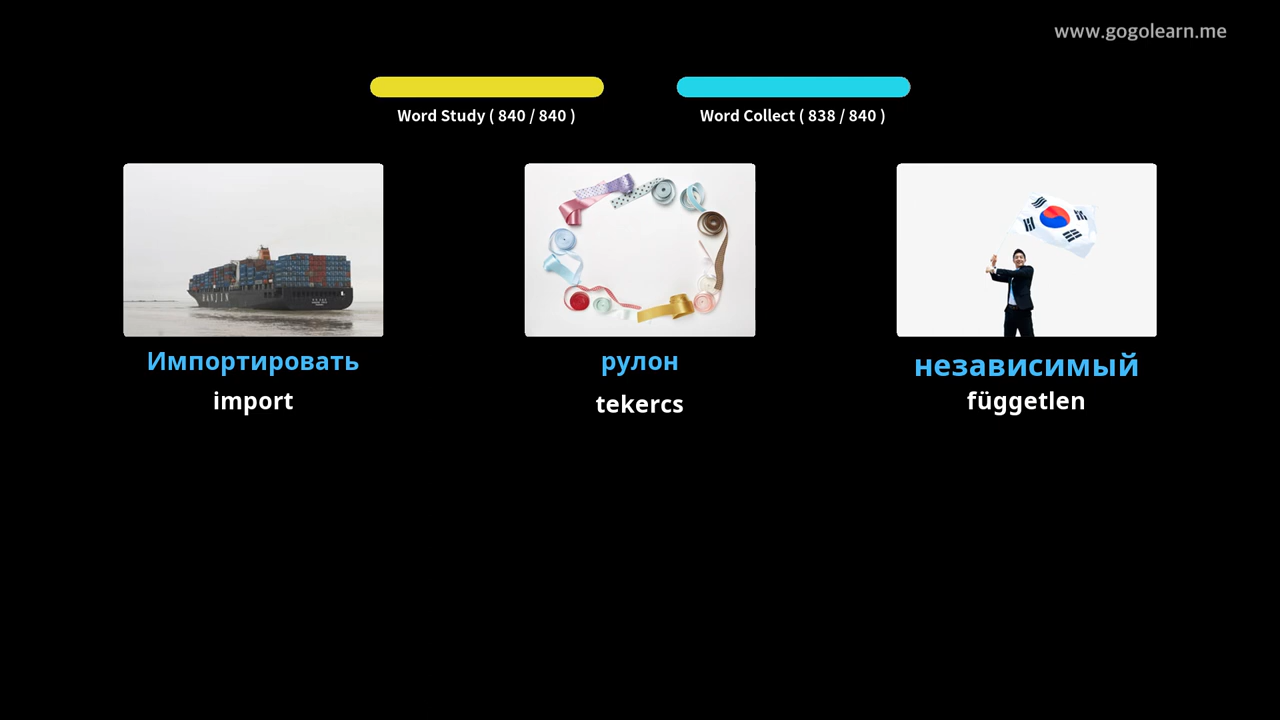 www.gogolearn.me
Word Study ( 840 / 840 )
Word Collect ( 838 / 840 )
Импортировать
import
рулон
tekercs
независимый
független